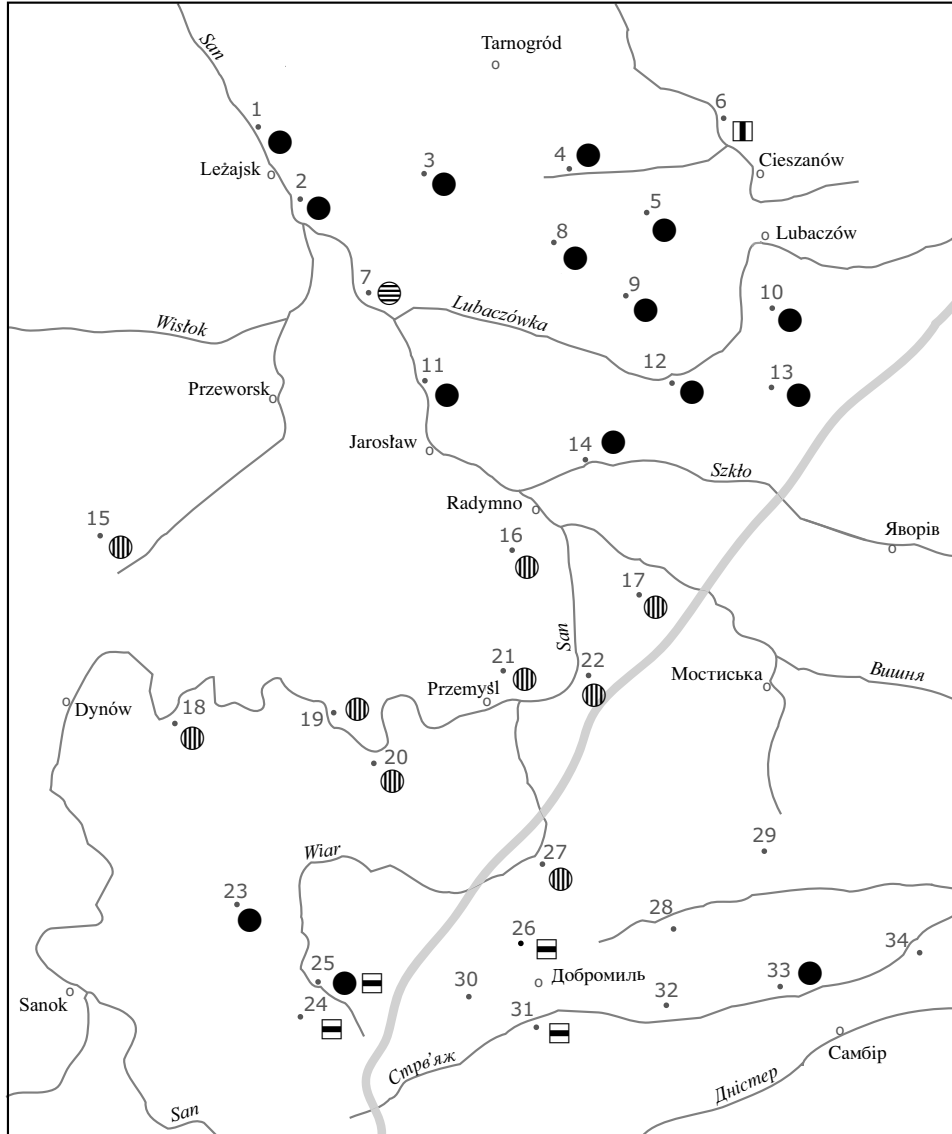 San
Tarnogród
1
6
Leżajsk
3
4
Cieszanów
2
5
8
Lubaczów
7
9
10
Wisłok
Lubaczówka
11
12
13
Przeworsk
Jarosław
14
Szkło
Radymno
15
16
Яворів
17
San
21
22
Przemyśl
Мостиська
Вишня
Dynów
18
19
20
Wiar
27
29
23
28
26
34
25
Добромиль
33
Sanok
24
30
31
32
Стрв'яж
Самбір
San
Дністер